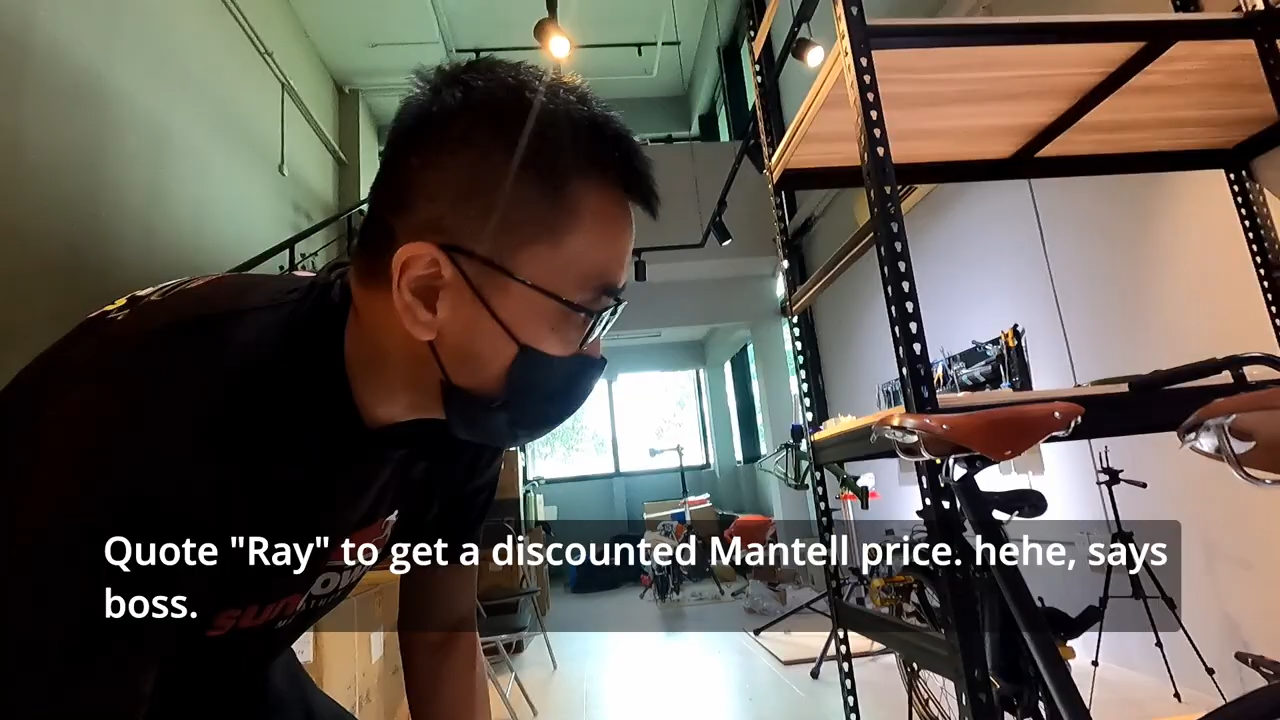 Quote "Ray" to get a discounted Mantell price. hehe, says
boss.